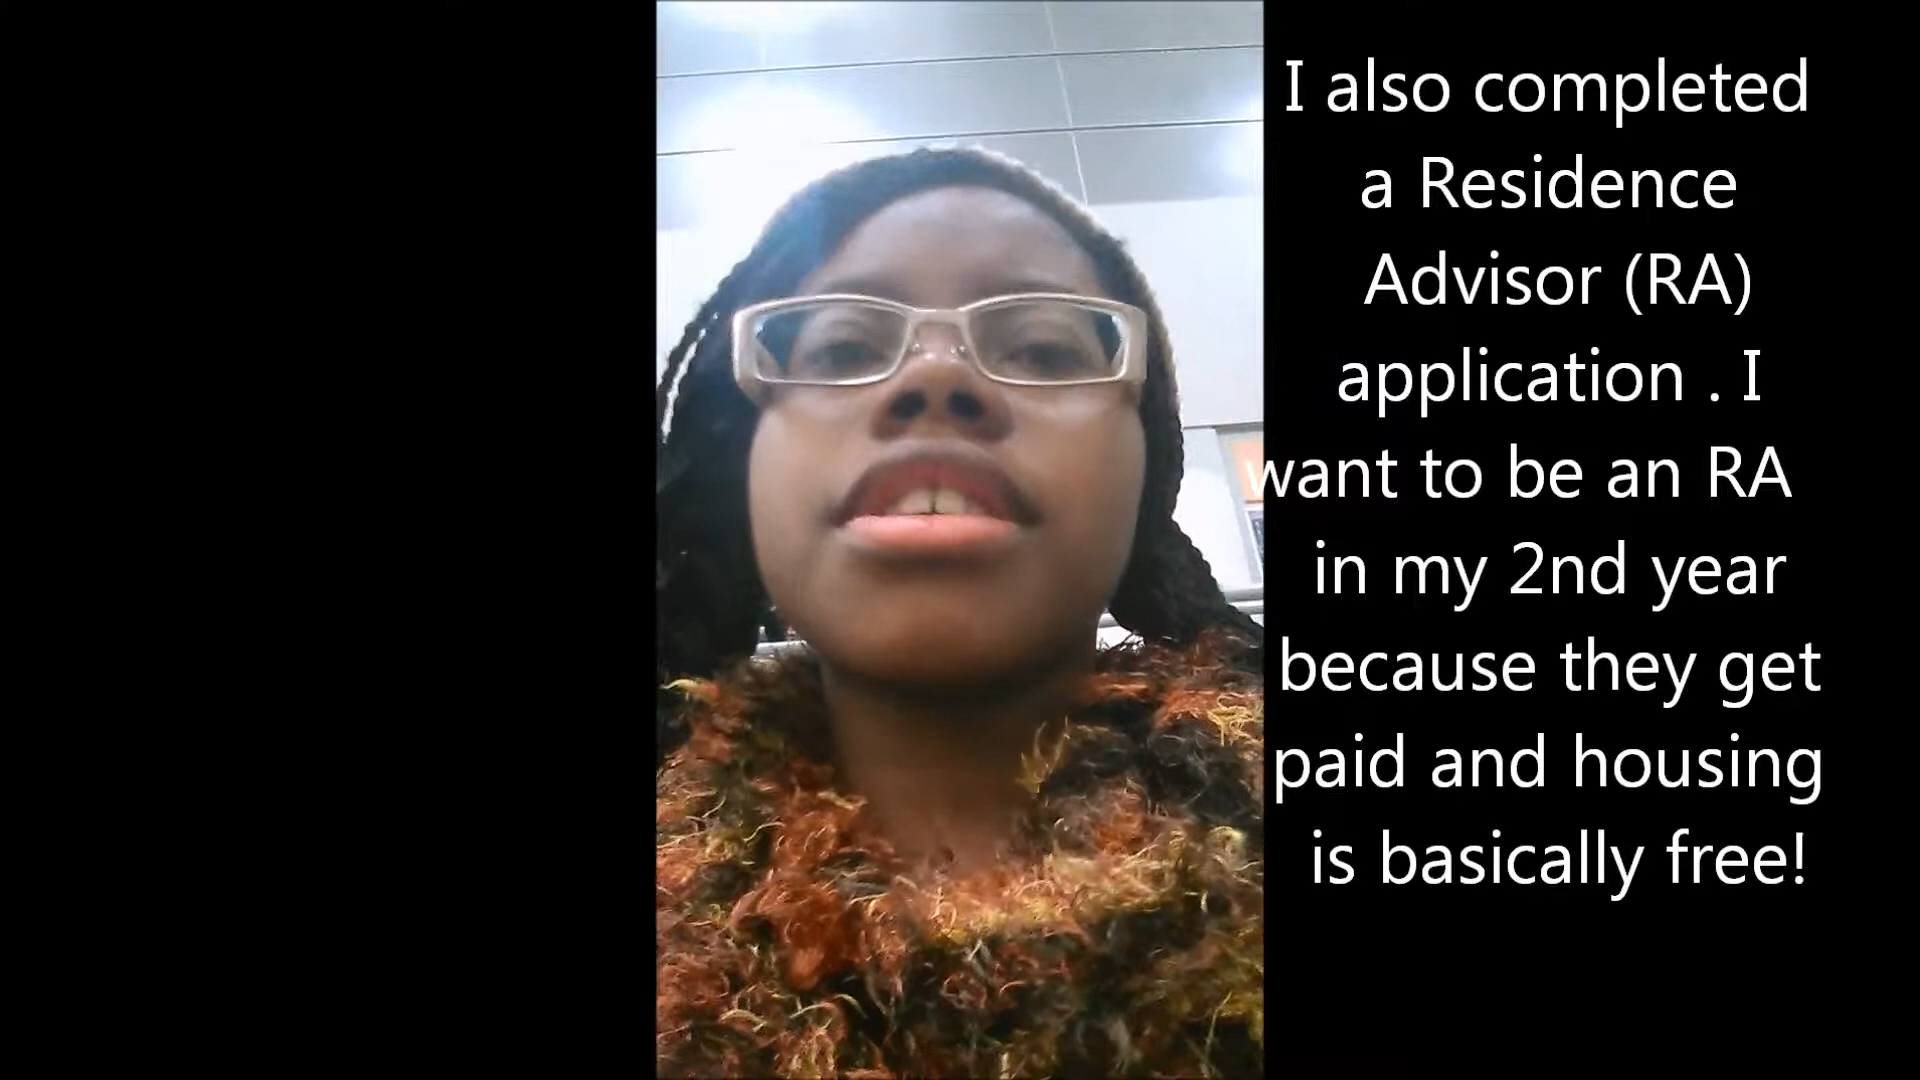 I also completed
a Residence
Advisor (RA)
application . I
want to be an RA
in my 2nd year
because they get
paid and housing
is basically free!